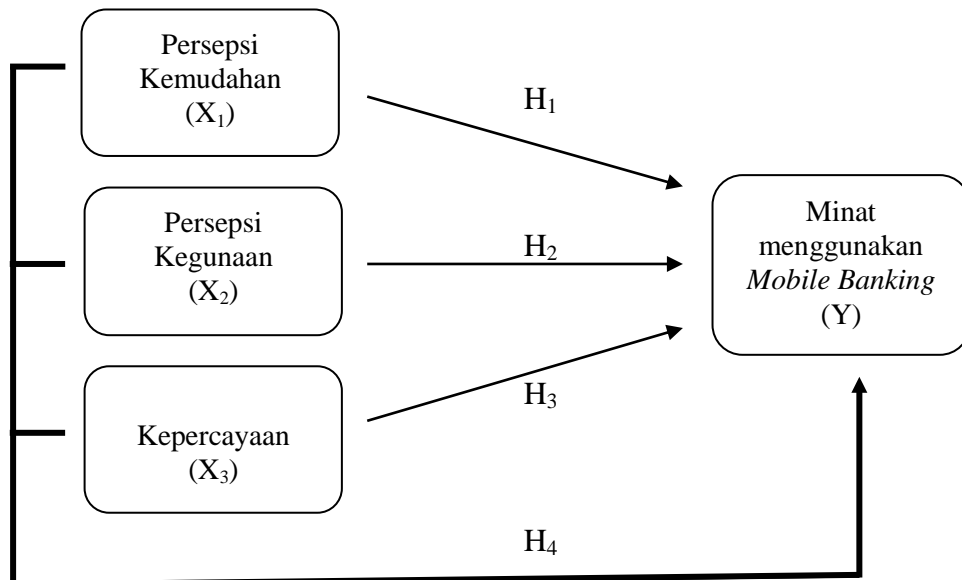 Persepsi
Kemudahan
(X₁)
H₁
Persepsi
Kegunaan
(X₂)
H₂
Minat
menggunakan
Mobile Banking
(Y)
Kepercayaan
(X₃)
H₃
H₄